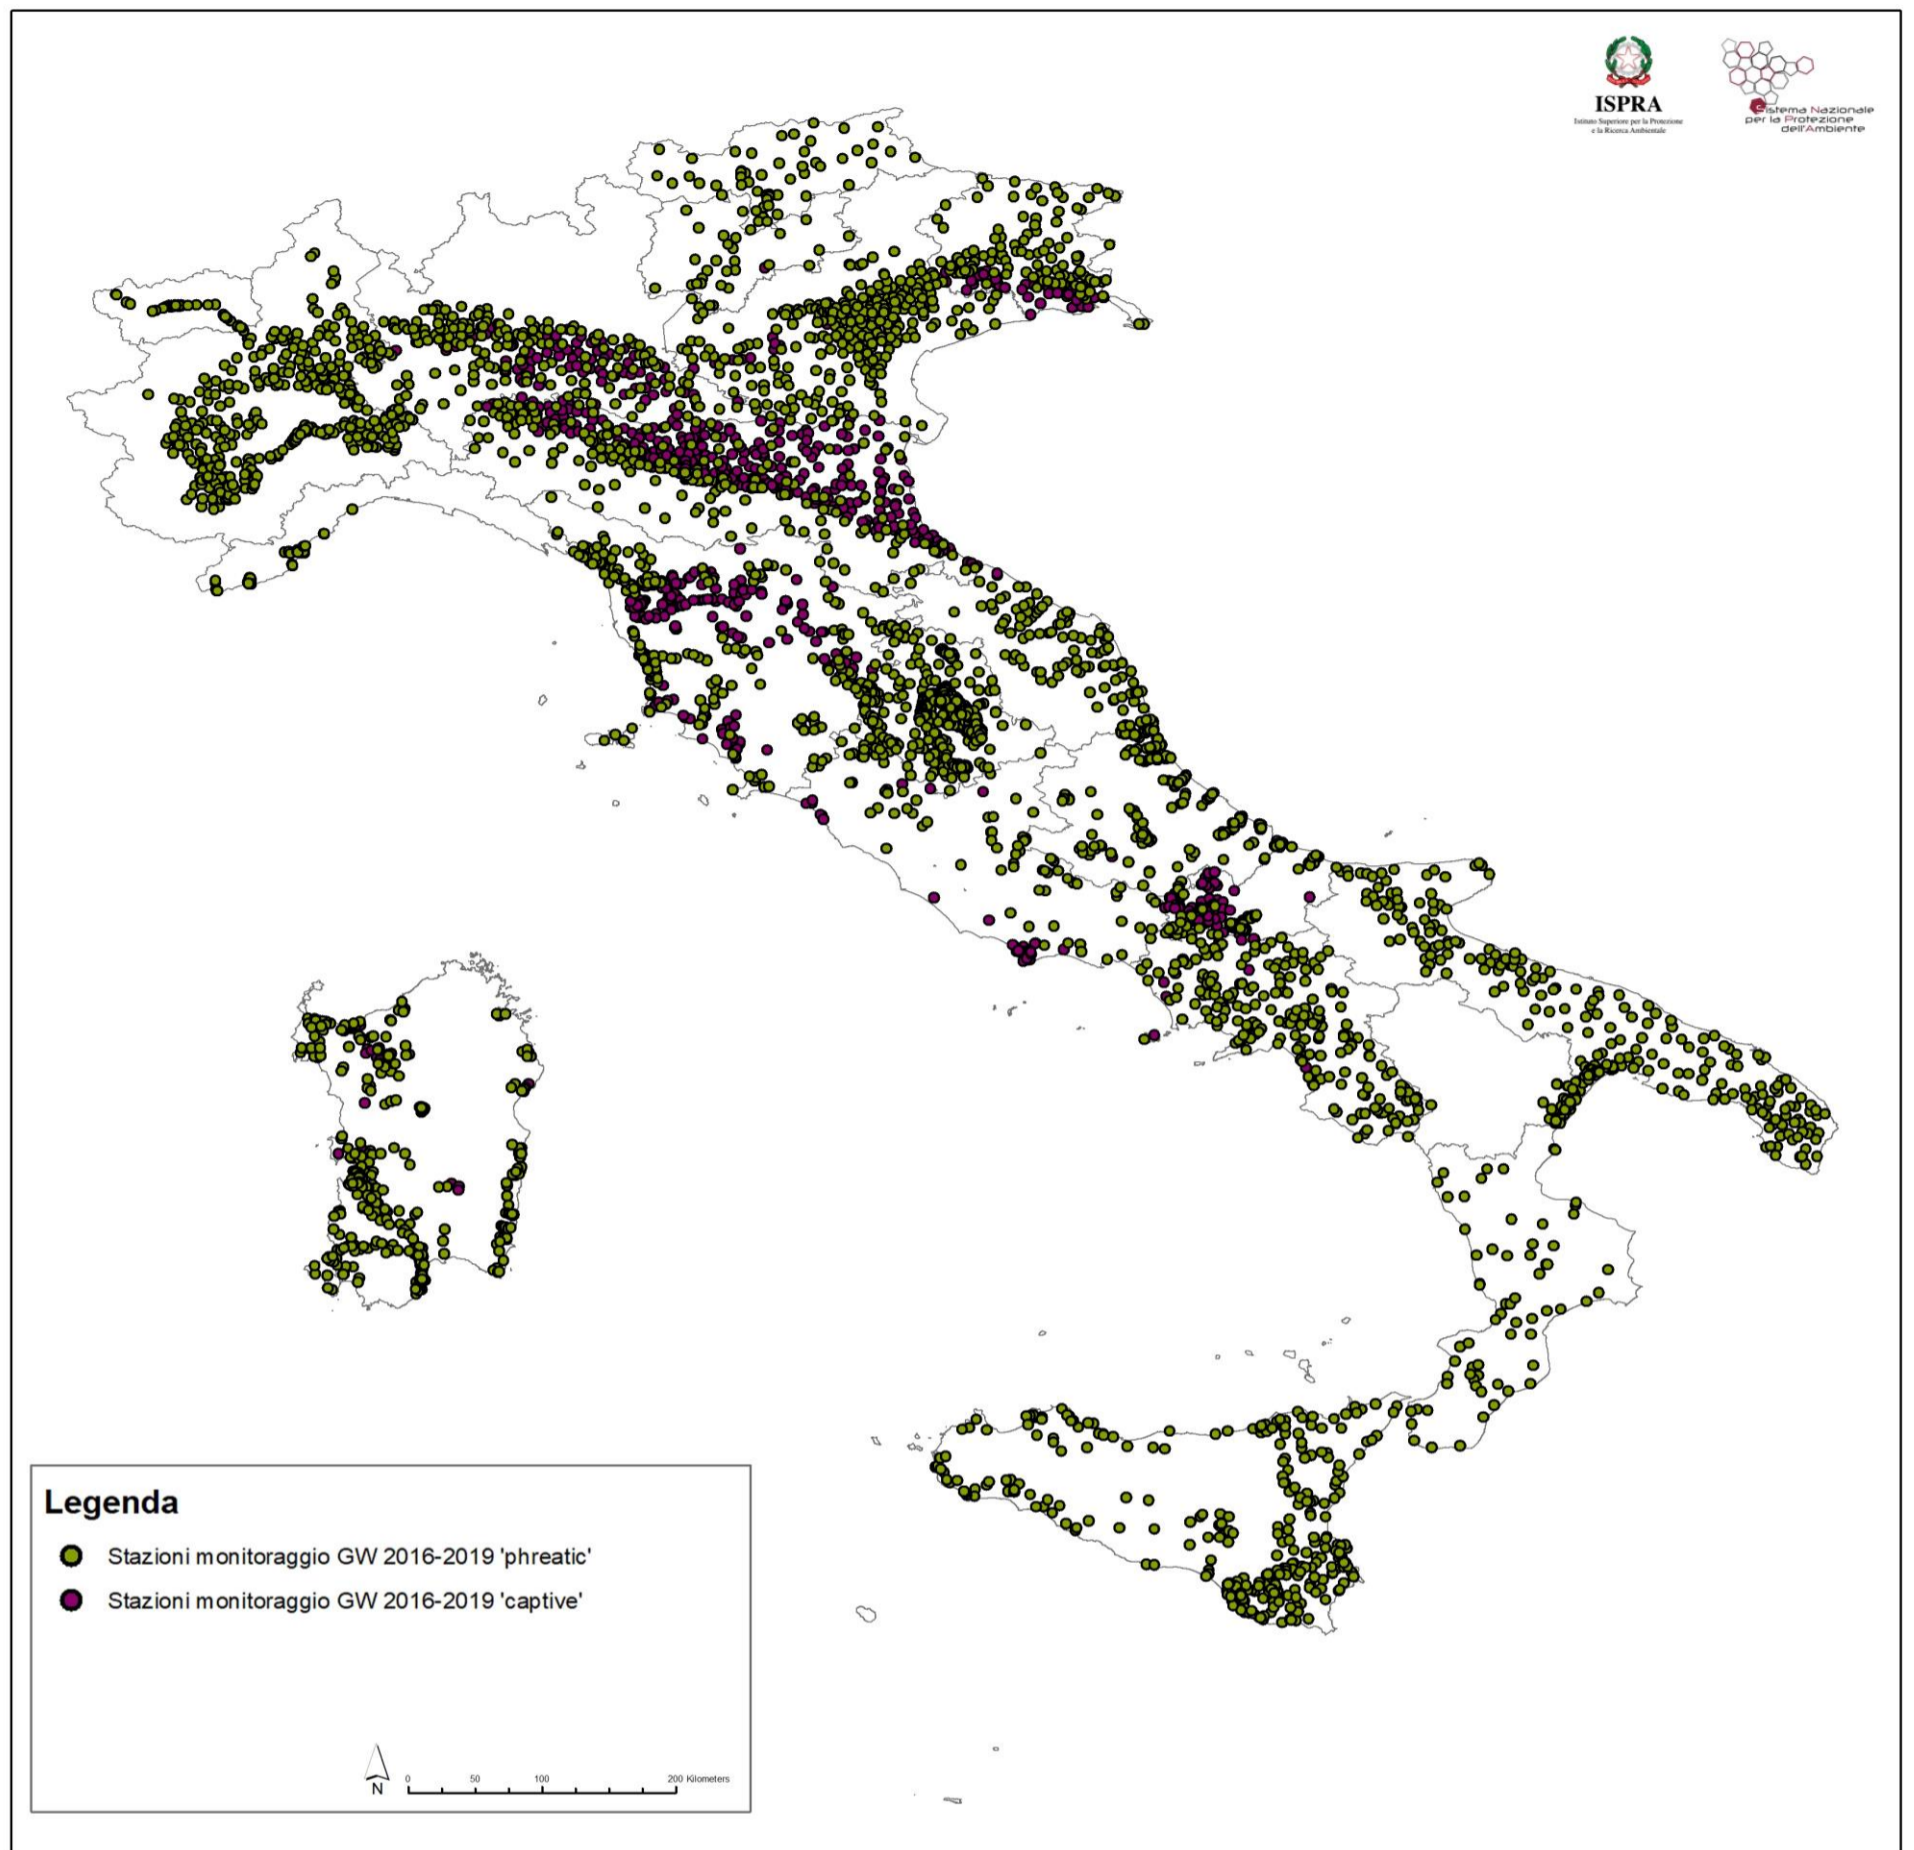 ISPRA
Istituto Superiore per la Protezione
e la Ricerca Ambientale
Sistema Nazionale
per la Protezione
dell'Ambiente
Legenda
Stazioni monitoraggio GW 2016-2019 'phreatic'
Stazioni monitoraggio GW 2016-2019 'captive'
N
0 50 100 200 Kilometers